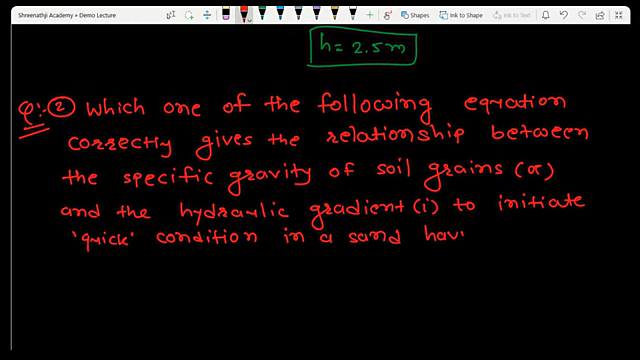 Shreenathji Academy + Demo Lecture
Shapes
Ink to Shape
Ink to Text
h = 2.5 m
Q:- ② Which one of the following equation
correctly gives the relationship between
the specific gravity of soil grains (α)
and the hydraulic gradient (i) to initiate
'quick' condition in a sand hav